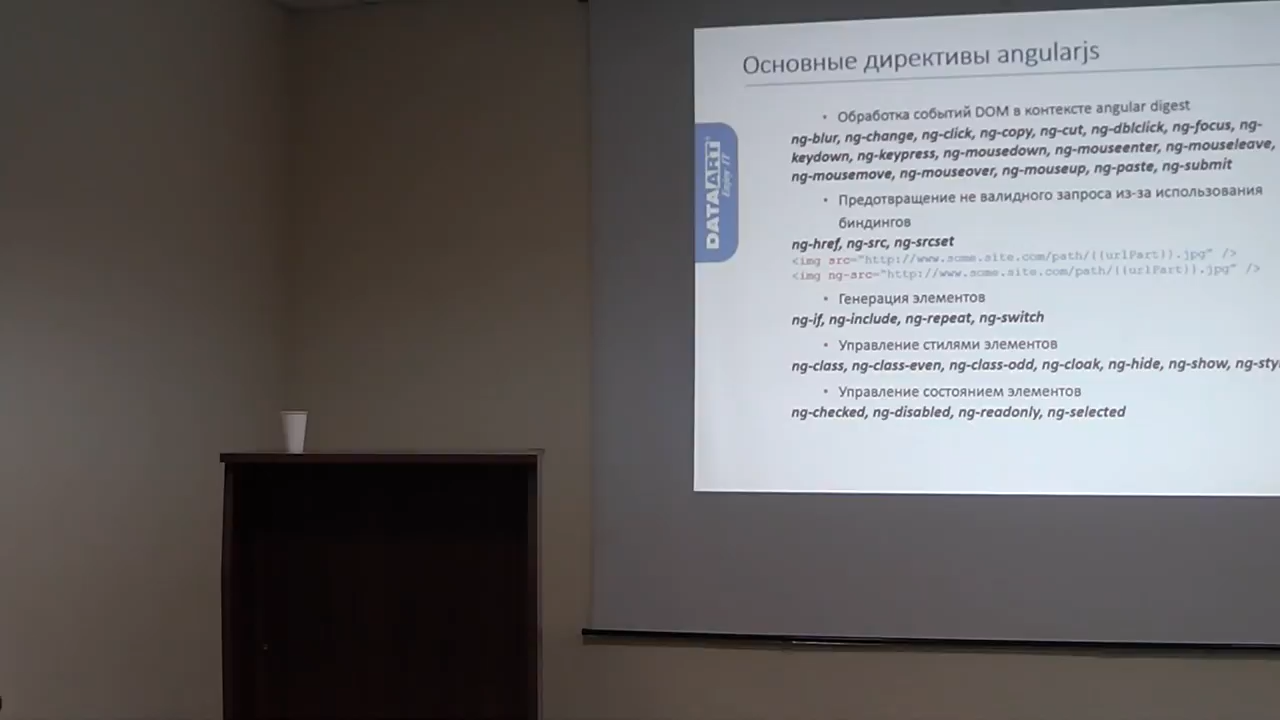 Основные директивы angularjs
• Обработка событий DOM в контексте angular digest
ng-blur, ng-change, ng-click, ng-copy, ng-cut, ng-dblclick, ng-focus, ng-
keydown, ng-keypress, ng-mousedown, ng-mouseenter, ng-mouseleave,
ng-mousemove, ng-mouseover, ng-mouseup, ng-paste, ng-submit
• Предотвращение не валидного запроса из-за использования
биндингов
ng-href, ng-src, ng-srcset
<img src="http://www.some.site.com/path/{{urlPart}}.jpg" />
<img ng-src="http://www.some.site.com/path/{{urlPart}}.jpg" />
• Генерация элементов
ng-if, ng-include, ng-repeat, ng-switch
• Управление стилями элементов
ng-class, ng-class-even, ng-class-odd, ng-cloak, ng-hide, ng-show, ng-sty
• Управление состоянием элементов
ng-checked, ng-disabled, ng-readonly, ng-selected
DATAART
Enjoy IT